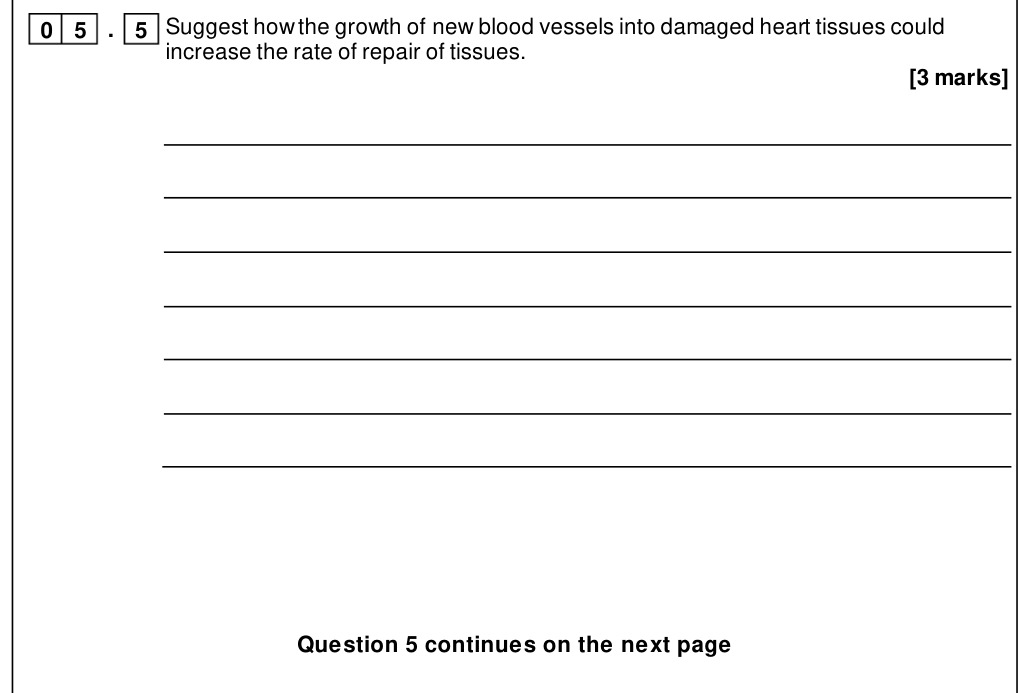 0 5 . 5 Suggest how the growth of new blood vessels into damaged heart tissues could
increase the rate of repair of tissues.
[3 marks]
Question 5 continues on the next page